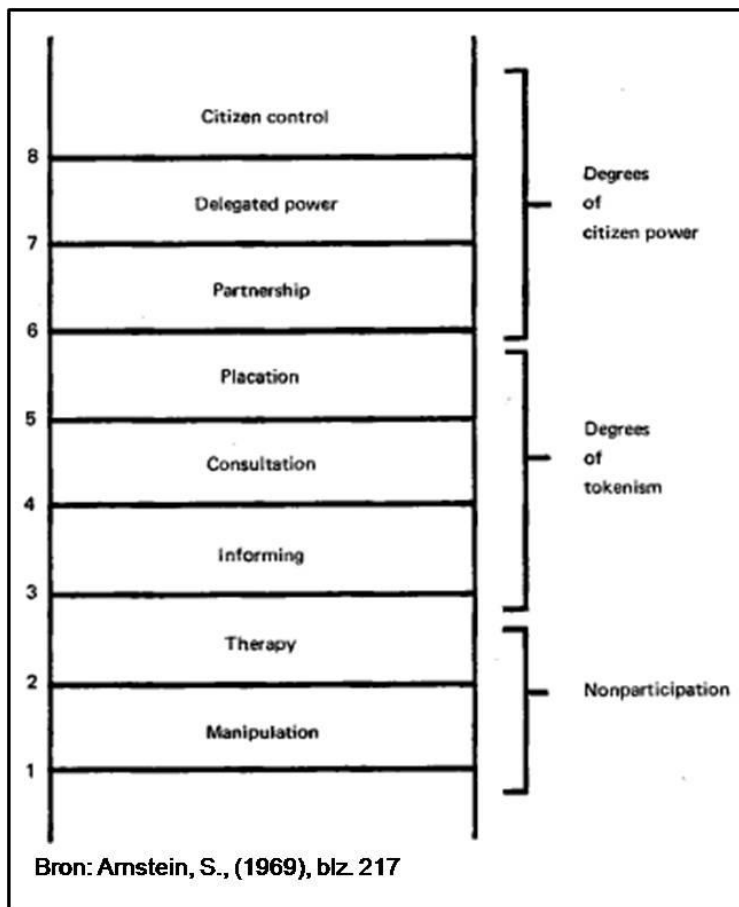 Citizen control
8
Delegated power
7
Partnership
6
Placation
5
Consultation
4
Informing
3
Therapy
2
Manipulation
1
Degrees
of
citizen power
Degrees
of
tokenism
Nonparticipation
Bron: Arnstein, S., (1969), blz. 217